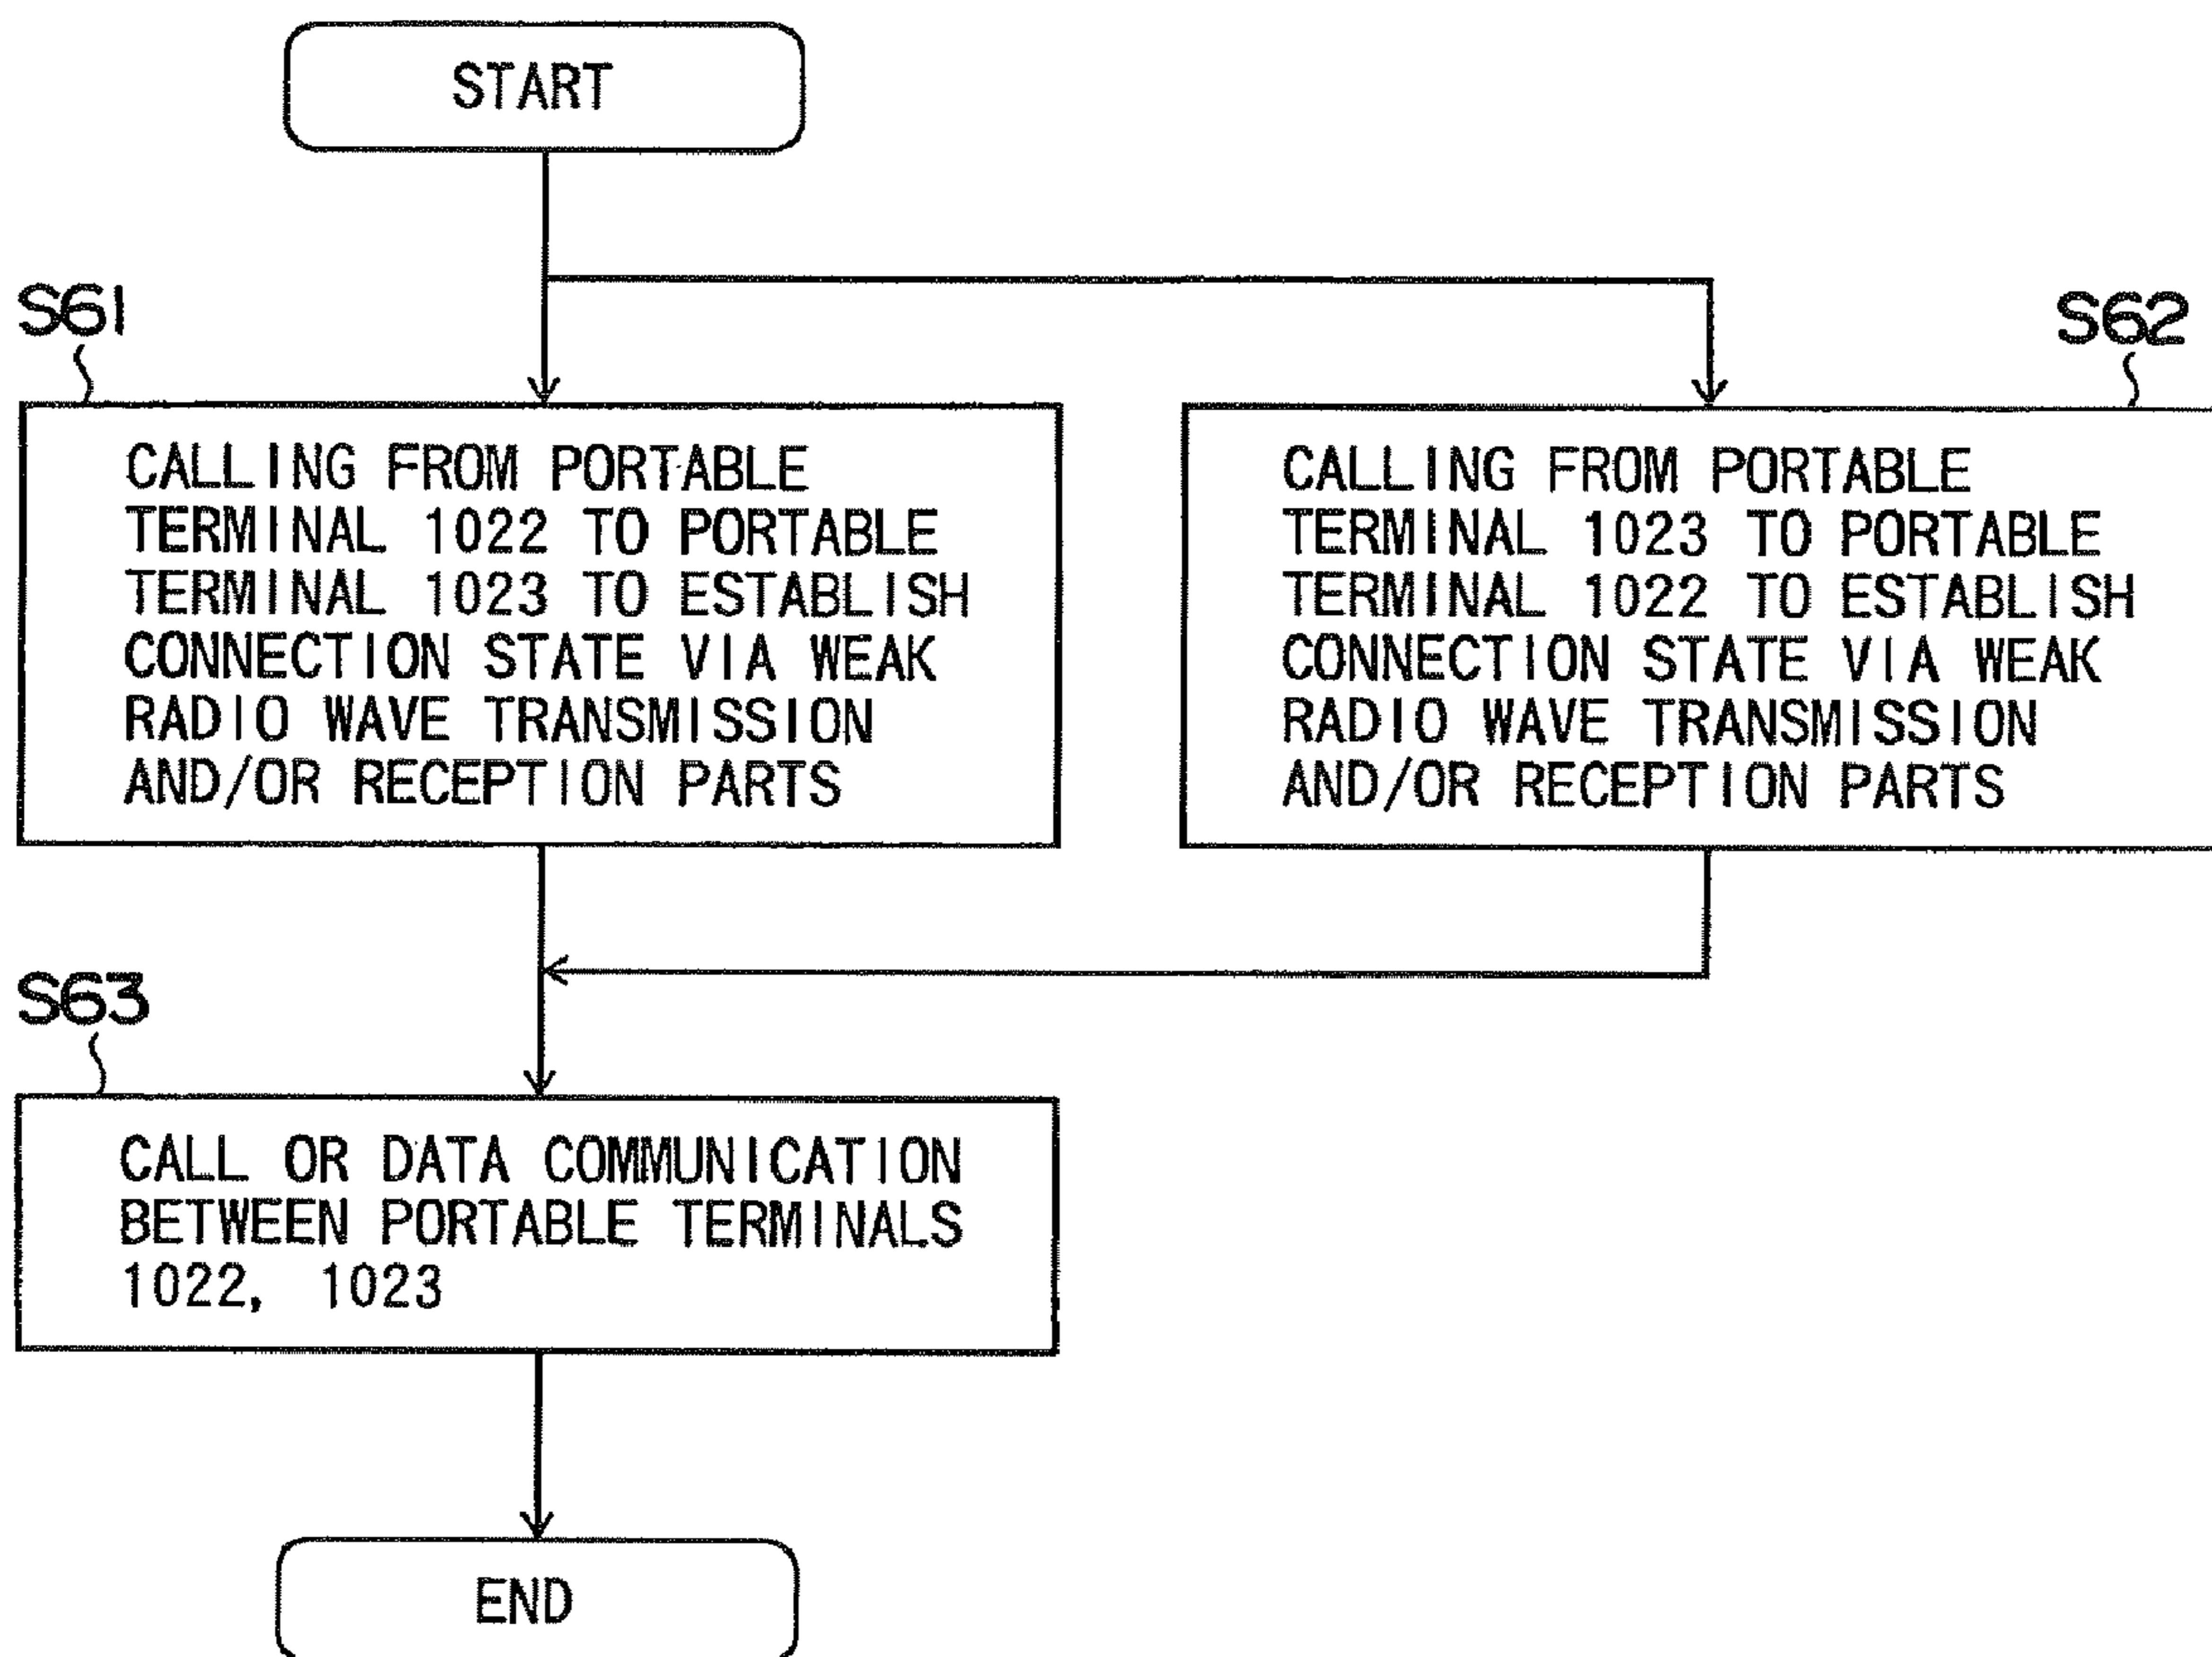 START
S61
CALLING FROM PORTABLE
TERMINAL 1022 TO PORTABLE
TERMINAL 1023 TO ESTABLISH
CONNECTION STATE VIA WEAK
RADIO WAVE TRANSMISSION
AND/OR RECEPTION PARTS
S62
CALLING FROM PORTABLE
TERMINAL 1023 TO PORTABLE
TERMINAL 1022 TO ESTABLISH
CONNECTION STATE VIA WEAK
RADIO WAVE TRANSMISSION
AND/OR RECEPTION PARTS
S63
CALL OR DATA COMMUNICATION
BETWEEN PORTABLE TERMINALS
1022, 1023
END